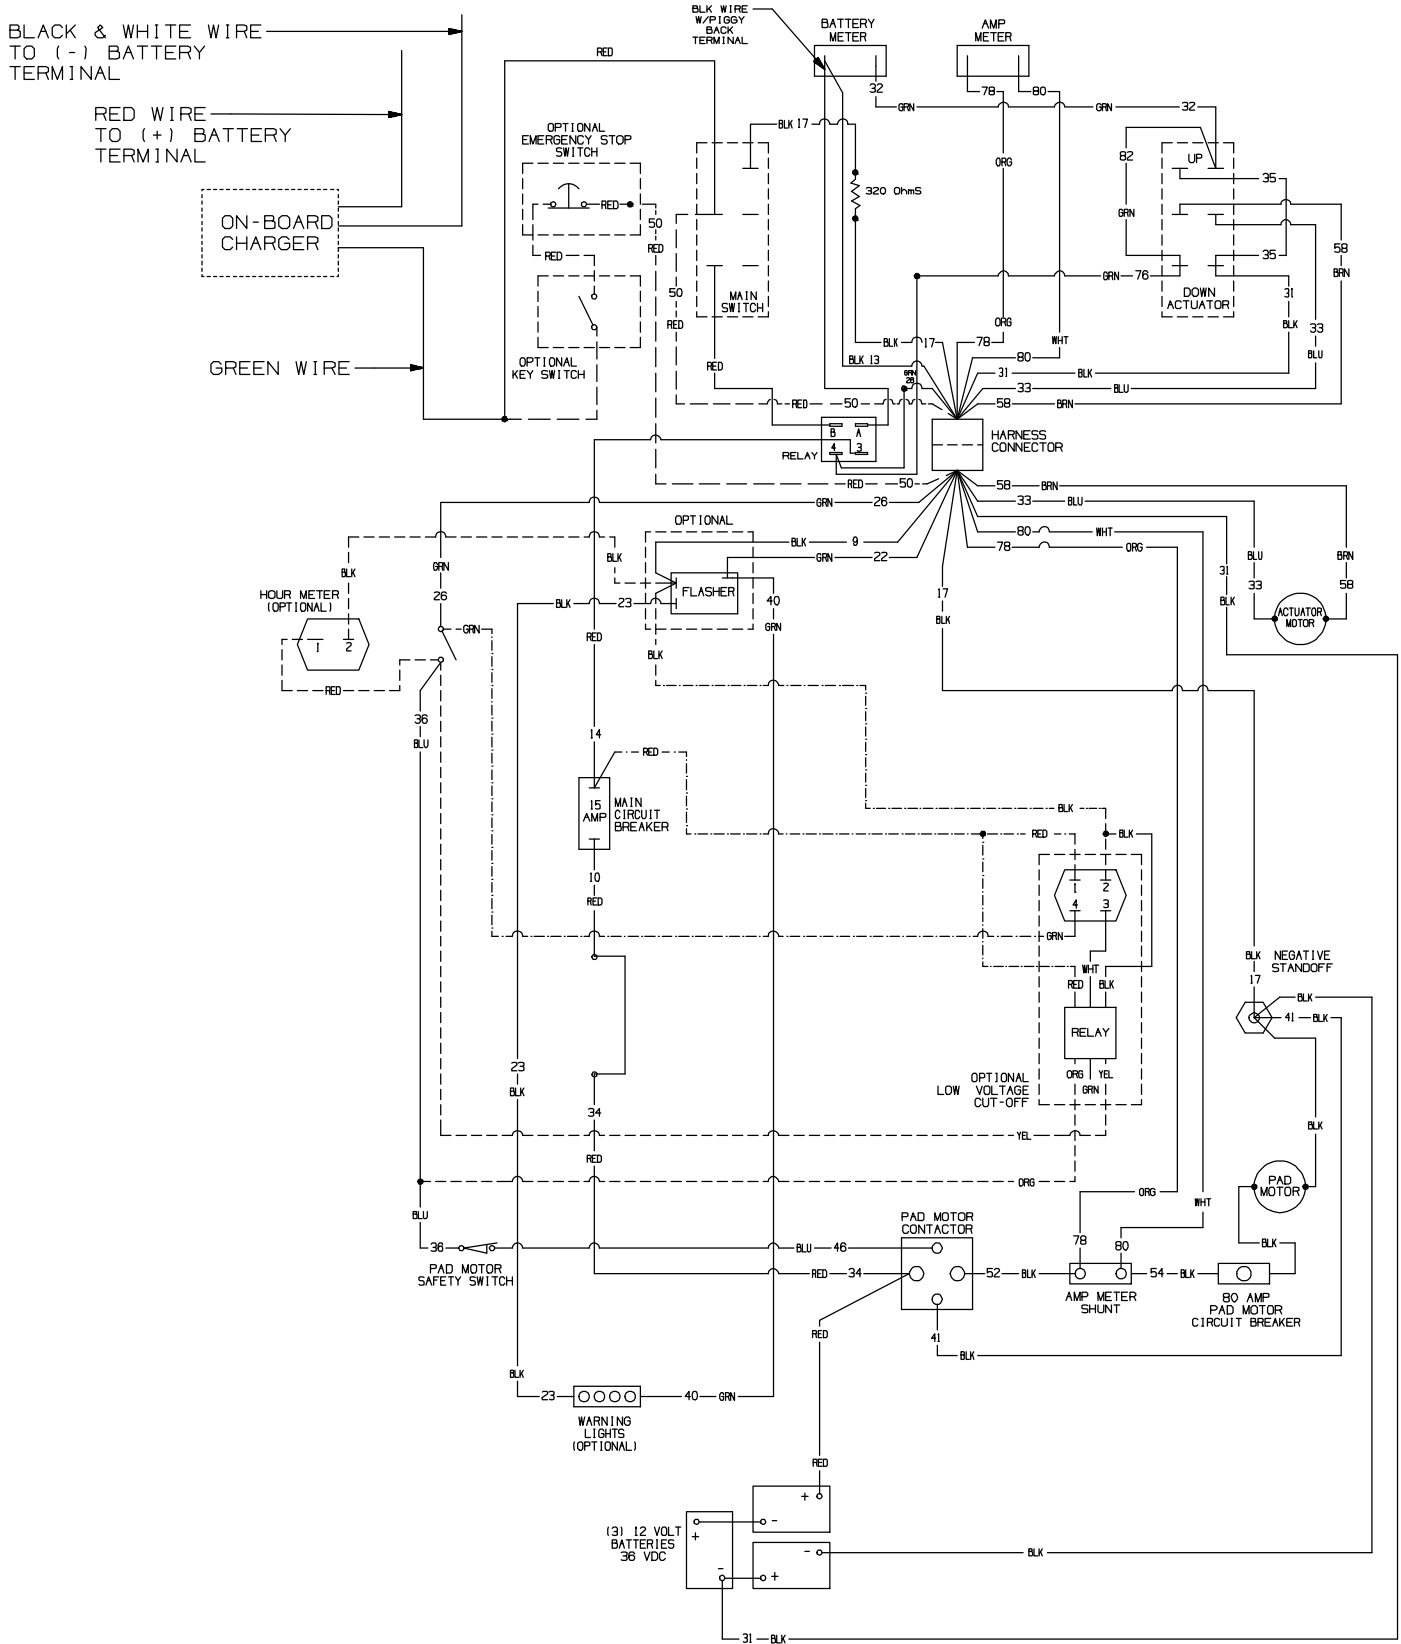 BLACK & WHITE WIRE
TO (-) BATTERY
TERMINAL
RED WIRE
TO (+) BATTERY
TERMINAL
ON-BOARD
CHARGER
GREEN WIRE
RED
BLK WIRE
W/PIGGY
BACK
TERMINAL
BATTERY
METER
AMP
METER
32
GRN
GRN
32
78
80
BLK 17
OPTIONAL
EMERGENCY STOP
SWITCH
RED
50
RED
RED
OPTIONAL
KEY SWITCH
MAIN
SWITCH
50
RED
RED
320 OhmS
ORG
82
GRN
UP
35
35
58
BRN
GRN
76
DOWN
ACTUATOR
31
BLK
33
BLU
ORG
78
WHT
80
BLK
17
BLK 13
GRN
26
31
BLK
33
BLU
58
BRN
RED
50
B
A
4
3
RELAY
HARNESS
CONNECTOR
RED
50
GRN
26
58
BRN
33
BLU
80
WHT
78
ORG
OPTIONAL
BLK
9
GRN
22
BLK
FLASHER
BLK
23
40
GRN
BLK
BLK
HOUR METER
(OPTIONAL)
1
2
RED
GRN
26
GRN
36
BLU
RED
14
RED
15
AMP
MAIN
CIRCUIT
BREAKER
10
RED
17
BLK
31
BLK
BLU
33
BRN
58
ACTUATOR
MOTOR
BLK
RED
BLK
1
2
4
3
GRN
WHT
RED
BLK
RELAY
ORG
YEL
GRN
OPTIONAL
LOW VOLTAGE
CUT-OFF
BLK
17
NEGATIVE
STANDOFF
BLK
41
BLK
23
BLK
34
RED
YEL
ORG
BLK
PAD
MOTOR
ORG
WHT
BLU
36
PAD MOTOR
SAFETY SWITCH
BLU
46
RED
34
PAD MOTOR
CONTACTOR
52
BLK
78
80
AMP METER
SHUNT
54
BLK
BLK
80 AMP
PAD MOTOR
CIRCUIT BREAKER
41
BLK
RED
BLK
23
40
GRN
WARNING
LIGHTS
(OPTIONAL)
RED
+
-
(3) 12 VOLT
BATTERIES
36 VDC
+
-
-
+
BLK
31
BLK